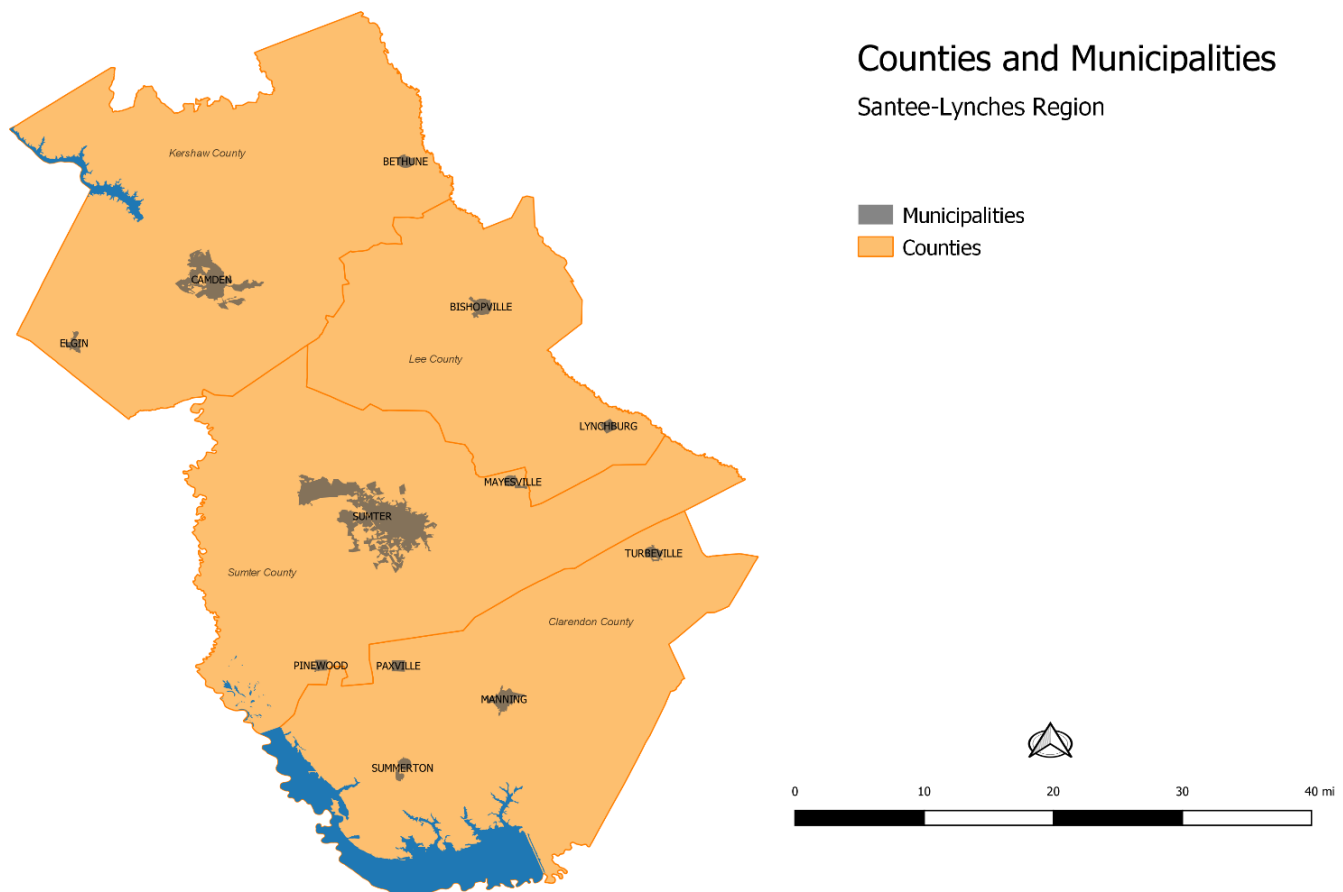 Counties and Municipalities
Santee-Lynches Region
Municipalities
Counties
Kershaw County
BETHUNE
CAMDEN
BISHOPVILLE
ELGIN
Lee County
LYNCHBURG
MAYESVILLE
SUMTER
TURBEVILLE
Sumter County
Clarendon County
PINEWOOD
PAXVILLE
MANNING
SUMMERTON
0 10 20 30 40 mi